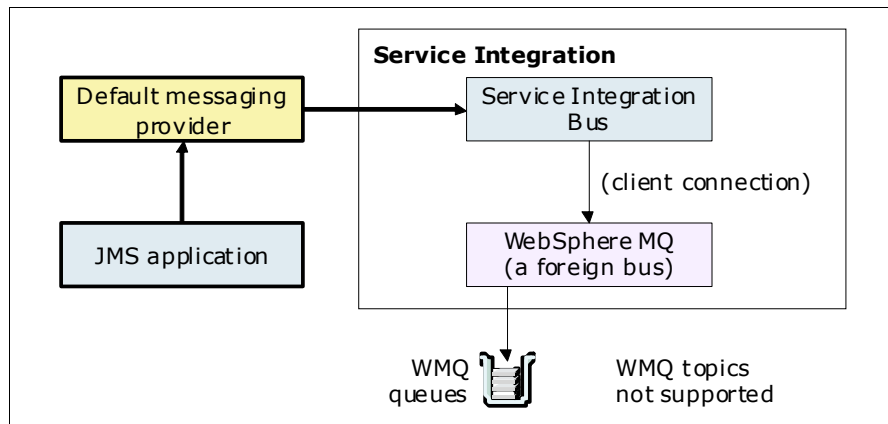 Service Integration
Default messaging
provider
Service Integration
Bus
(client connection)
JMS application
WebSphere MQ
(a foreign bus)
WMQ
queues
WMQ topics
not supported